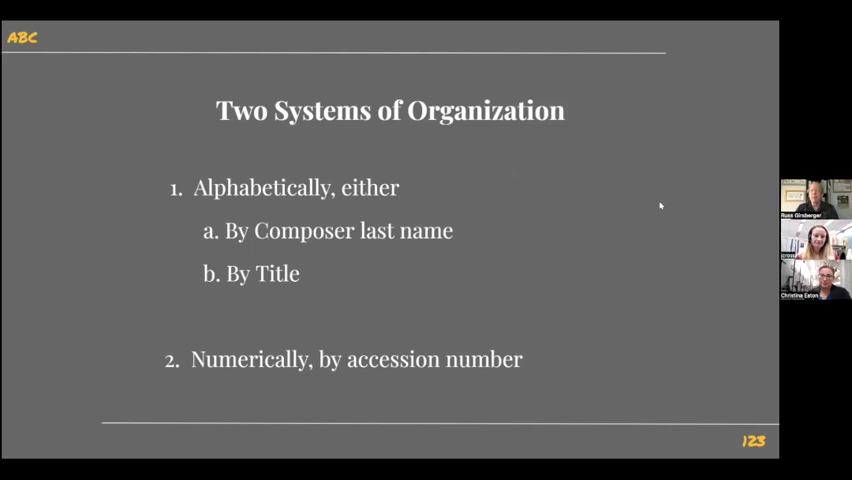 ABC
Two Systems of Organization
1. Alphabetically, either
a. By Composer last name
b. By Title
2. Numerically, by accession number
123
Russ Girsberger
jcross
Christina Eaton